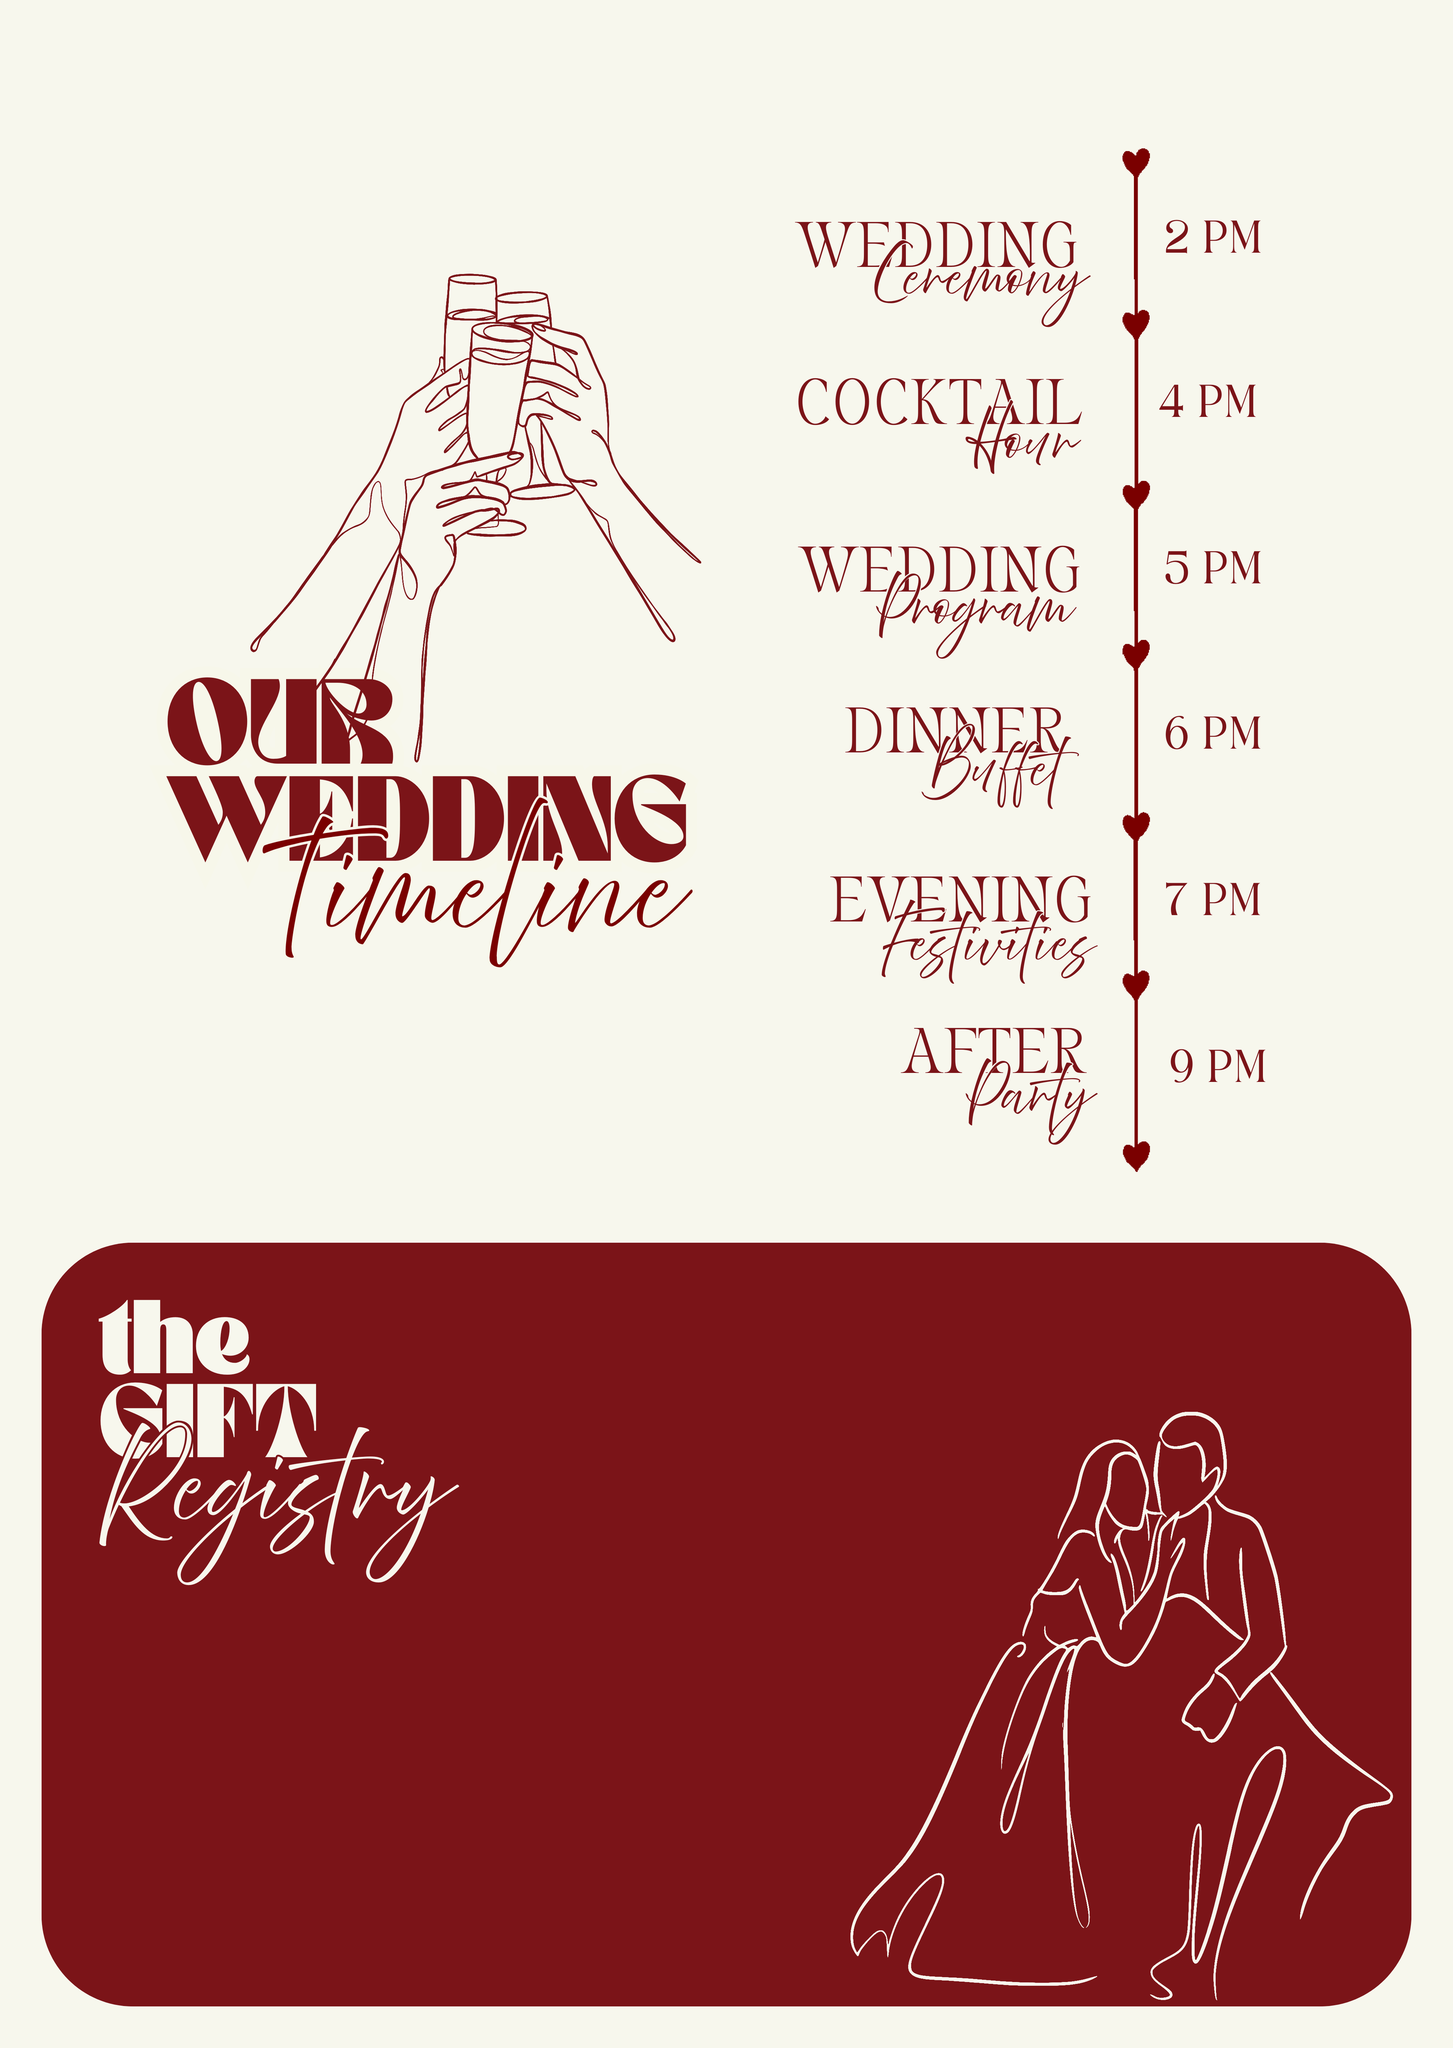 OUR
WEDDING
Timeline
WEDDING
Ceremony
2 PM
COCKTAIL
Hour
4 PM
WEDDING
Program
5 PM
DINNER
Buffet
6 PM
EVENING
Festivities
7 PM
AFTER
Party
9 PM
the
GIFT
Registry